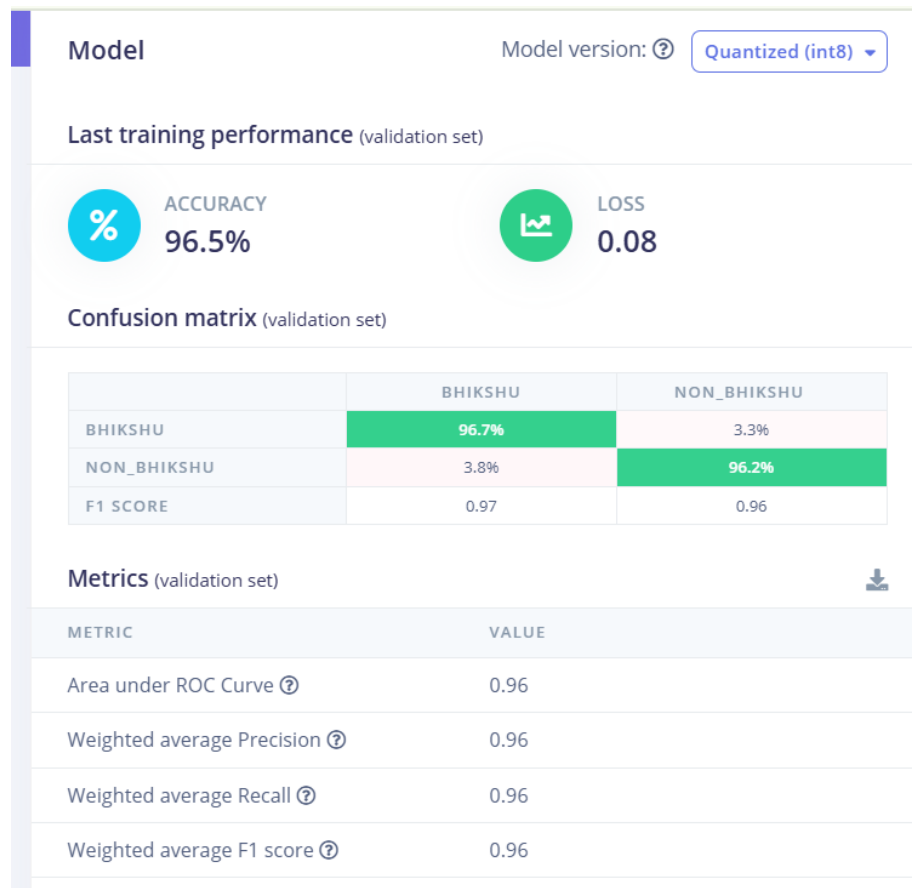 Model Model version: Quantized (int8)
Last training performance (validation set)
ACCURACY LOSS
96.5% 0.08
Confusion matrix (validation set)
BHIKSHU NON_BHIKSHU
BHIKSHU 96.7% 3.3%
NON_BHIKSHU 3.8% 96.2%
F1 SCORE 0.97 0.96
Metrics (validation set)
METRIC VALUE
Area under ROC Curve 0.96
Weighted average Precision 0.96
Weighted average Recall 0.96
Weighted average F1 score 0.96